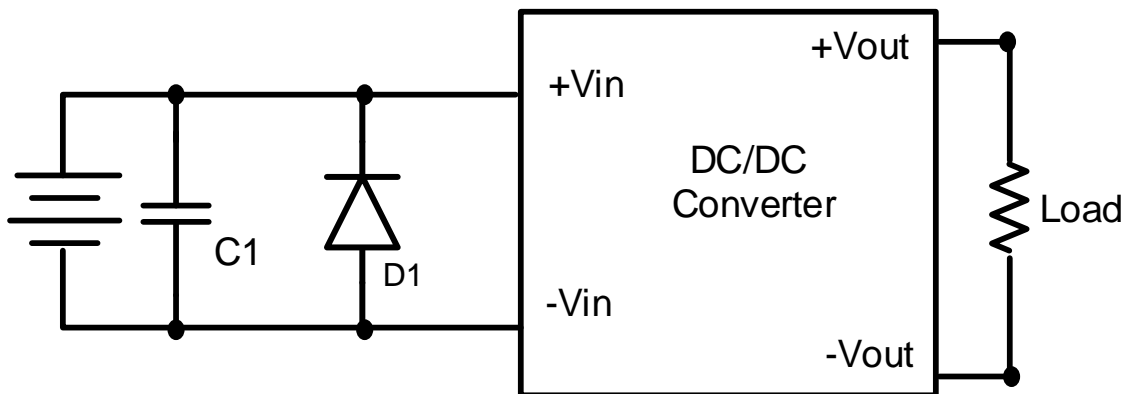 +Vout
+Vin
DC/DC
Converter
Load
C1
D1
-Vin
-Vout